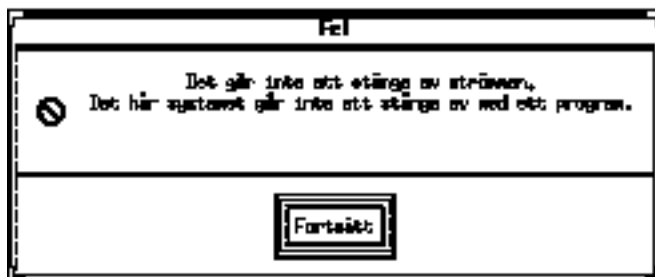 Fel
Det går inte att stänga av strömmen.
Det här systemet går inte att stänga av med ett program.
Fortsätt